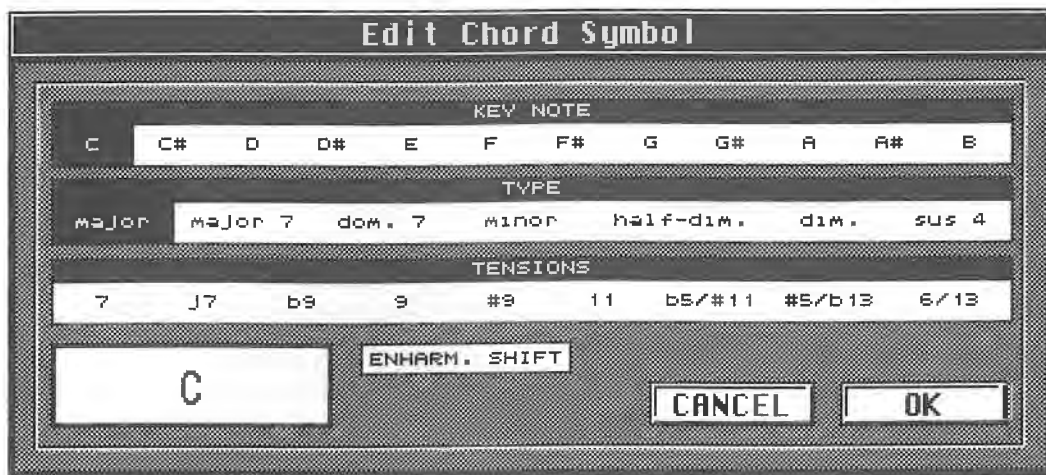 Edit Chord Symbol
KEY NOTE
C C# D D# E F F# G G# A A# B
TYPE
major major 7 dom. 7 minor half-dim. dim. sus 4
TENSIONS
7 j7 b9 9 #9 11 b5/#11 #5/b13 6/13
ENHARM. SHIFT
C
CANCEL OK